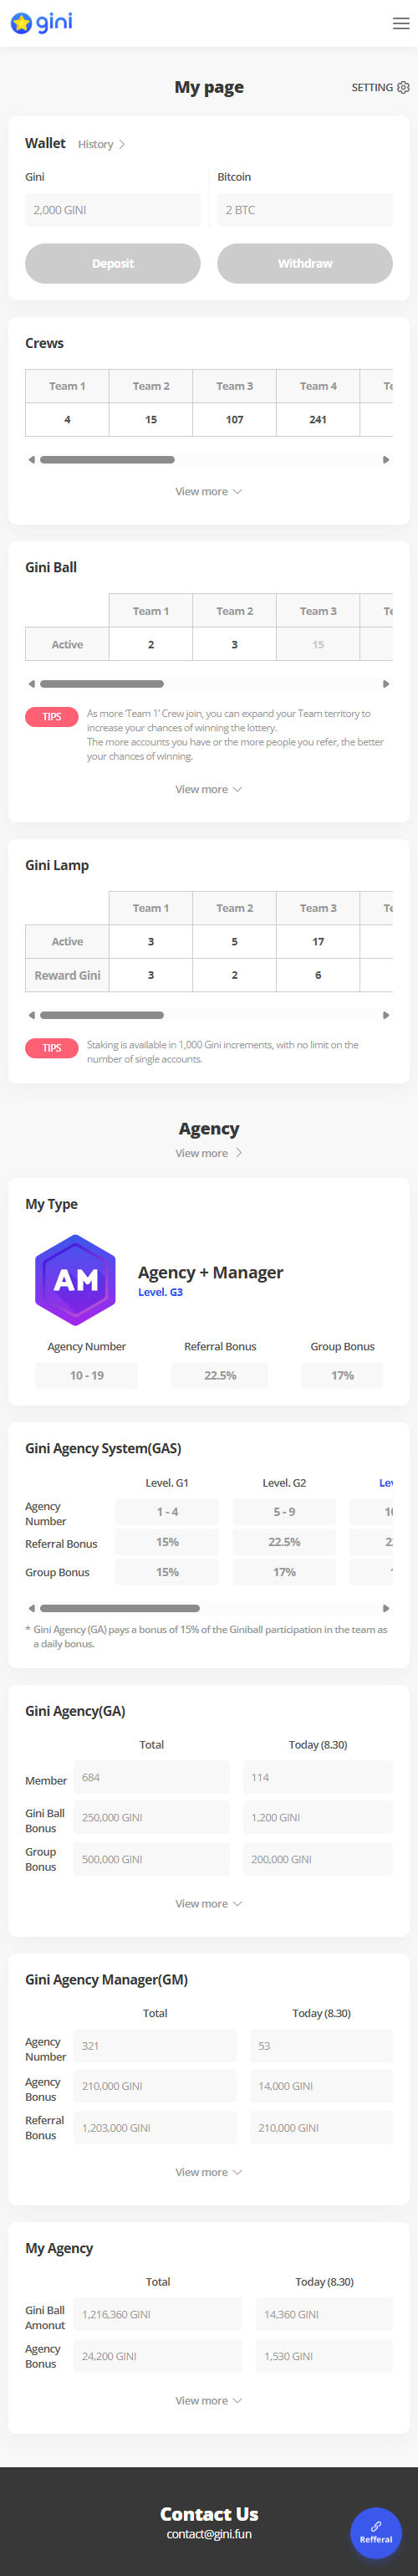 gini
My page
SETTING
Wallet
History
Gini
Bitcoin
2,000 GINI
2 BTC
Deposit
Withdraw
Crews
Team 1 Team 2 Team 3 Team 4
4 15 107 241
View more
Gini Ball
Team 1 Team 2 Team 3
Active 2 3 15
TIPS
As more 'Team 1' Crew join, you can expand your Team territory to
increase your chances of winning the lottery.
The more accounts you have or the more people you refer, the better
your chances of winning.
View more
Gini Lamp
Team 1 Team 2 Team 3
Active 3 5 17
Reward Gini 3 2 6
TIPS
Staking is available in 1,000 Gini increments, with no limit on the
number of single accounts.
Agency
View more
My Type
AM
Agency + Manager
Level. G3
Agency Number Referral Bonus Group Bonus
10 - 19 22.5% 17%
Gini Agency System(GAS)
Level. G1 Level. G2
Agency
Number
1 - 4 5 - 9
Referral Bonus 15% 22.5%
Group Bonus 15% 17%
* Gini Agency (GA) pays a bonus of 15% of the Giniball participation in the team as
a daily bonus.
Gini Agency(GA)
Total Today (8.30)
Member 684 114
Gini Ball
Bonus
250,000 GINI 1,200 GINI
Group
Bonus
500,000 GINI 200,000 GINI
View more
Gini Agency Manager(GM)
Total Today (8.30)
Agency
Number
321 53
Agency
Bonus
210,000 GINI 14,000 GINI
Referral
Bonus
1,203,000 GINI 210,000 GINI
View more
My Agency
Total Today (8.30)
Gini Ball
Amonut
1,216,360 GINI 14,360 GINI
Agency
Bonus
24,200 GINI 1,530 GINI
View more
Contact Us
contact@gini.fun
Refferal